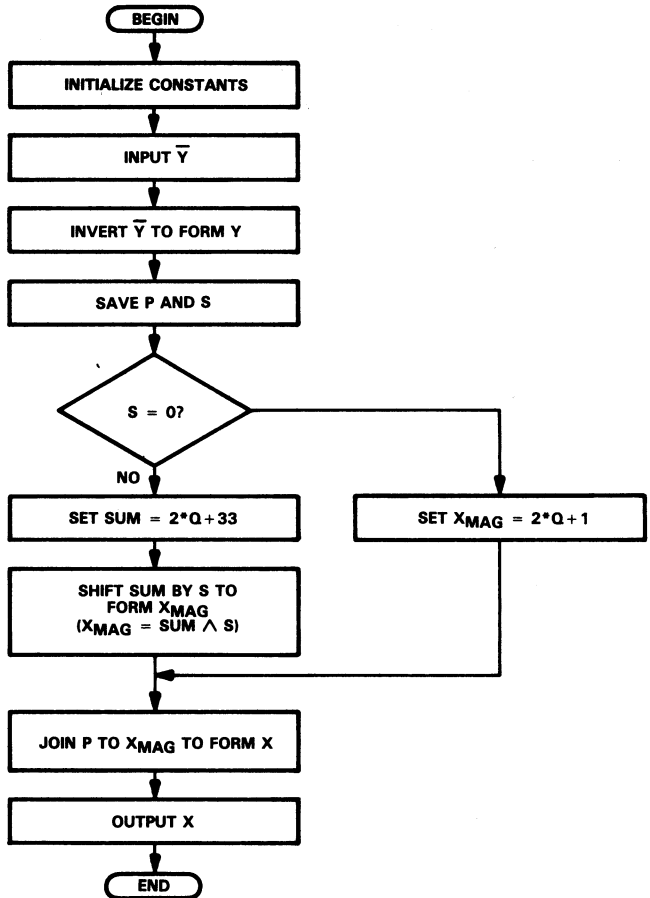 BEGIN
INITIALIZE CONSTANTS
INPUT Y̅
INVERT Y̅ TO FORM Y
SAVE P AND S
S = 0?
NO
SET SUM = 2*Q+33
SET XMAG = 2*Q+1
SHIFT SUM BY S TO
FORM XMAG
(XMAG = SUM ∧ S)
JOIN P TO XMAG TO FORM X
OUTPUT X
END